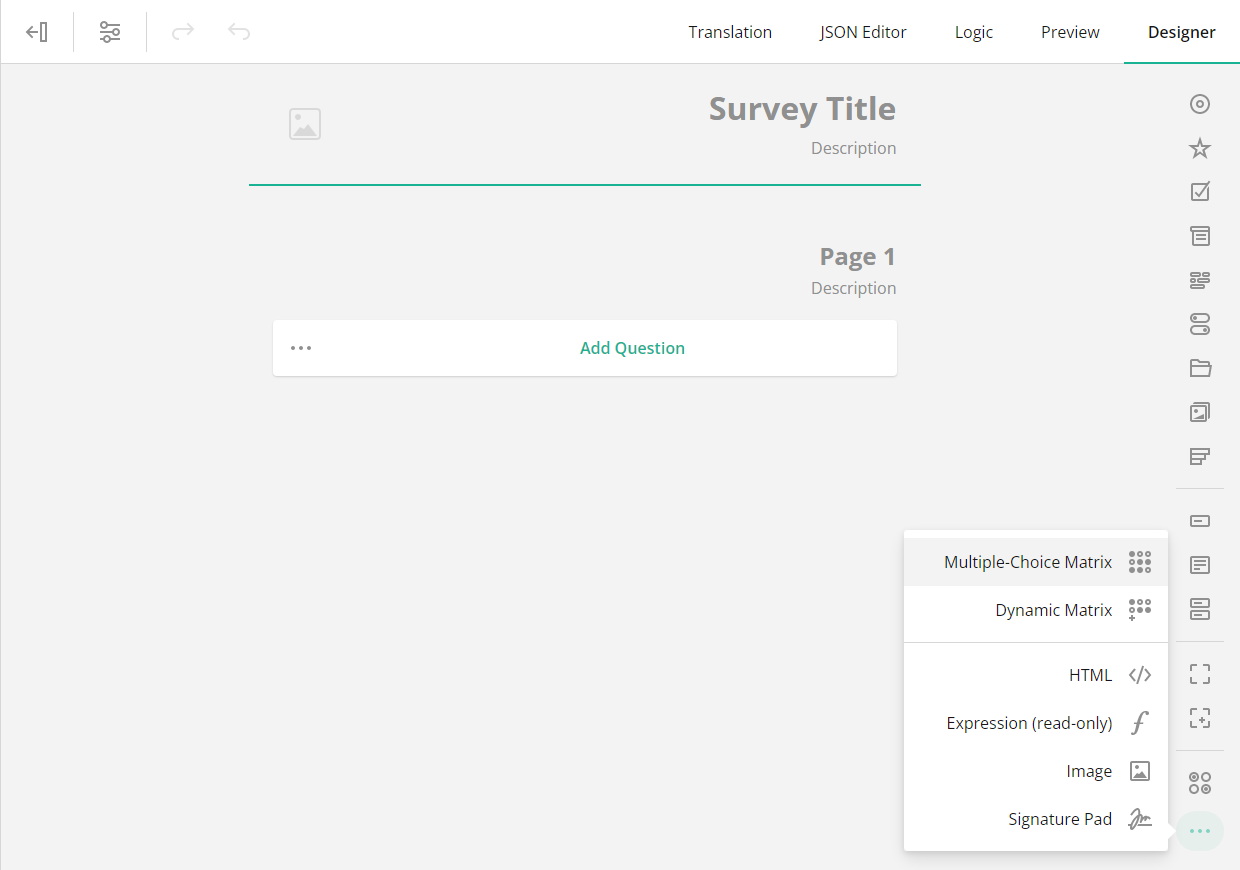 Translation
JSON Editor
Logic
Preview
Designer
Survey Title
Description
Page 1
Description
Add Question
Multiple-Choice Matrix
Dynamic Matrix
HTML
Expression (read-only)
Image
Signature Pad